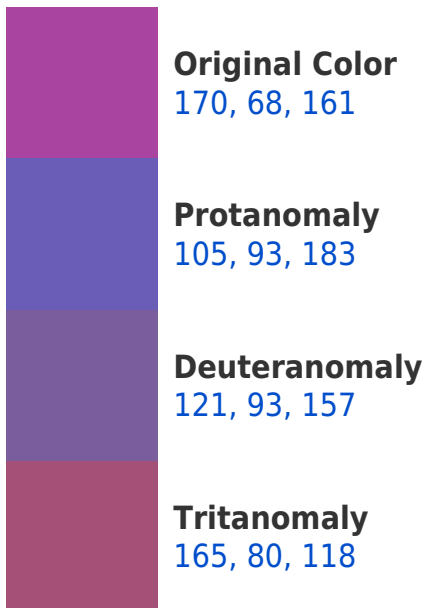 Original Color
170, 68, 161
Protanomaly
105, 93, 183
Deuteranomaly
121, 93, 157
Tritanomaly
165, 80, 118